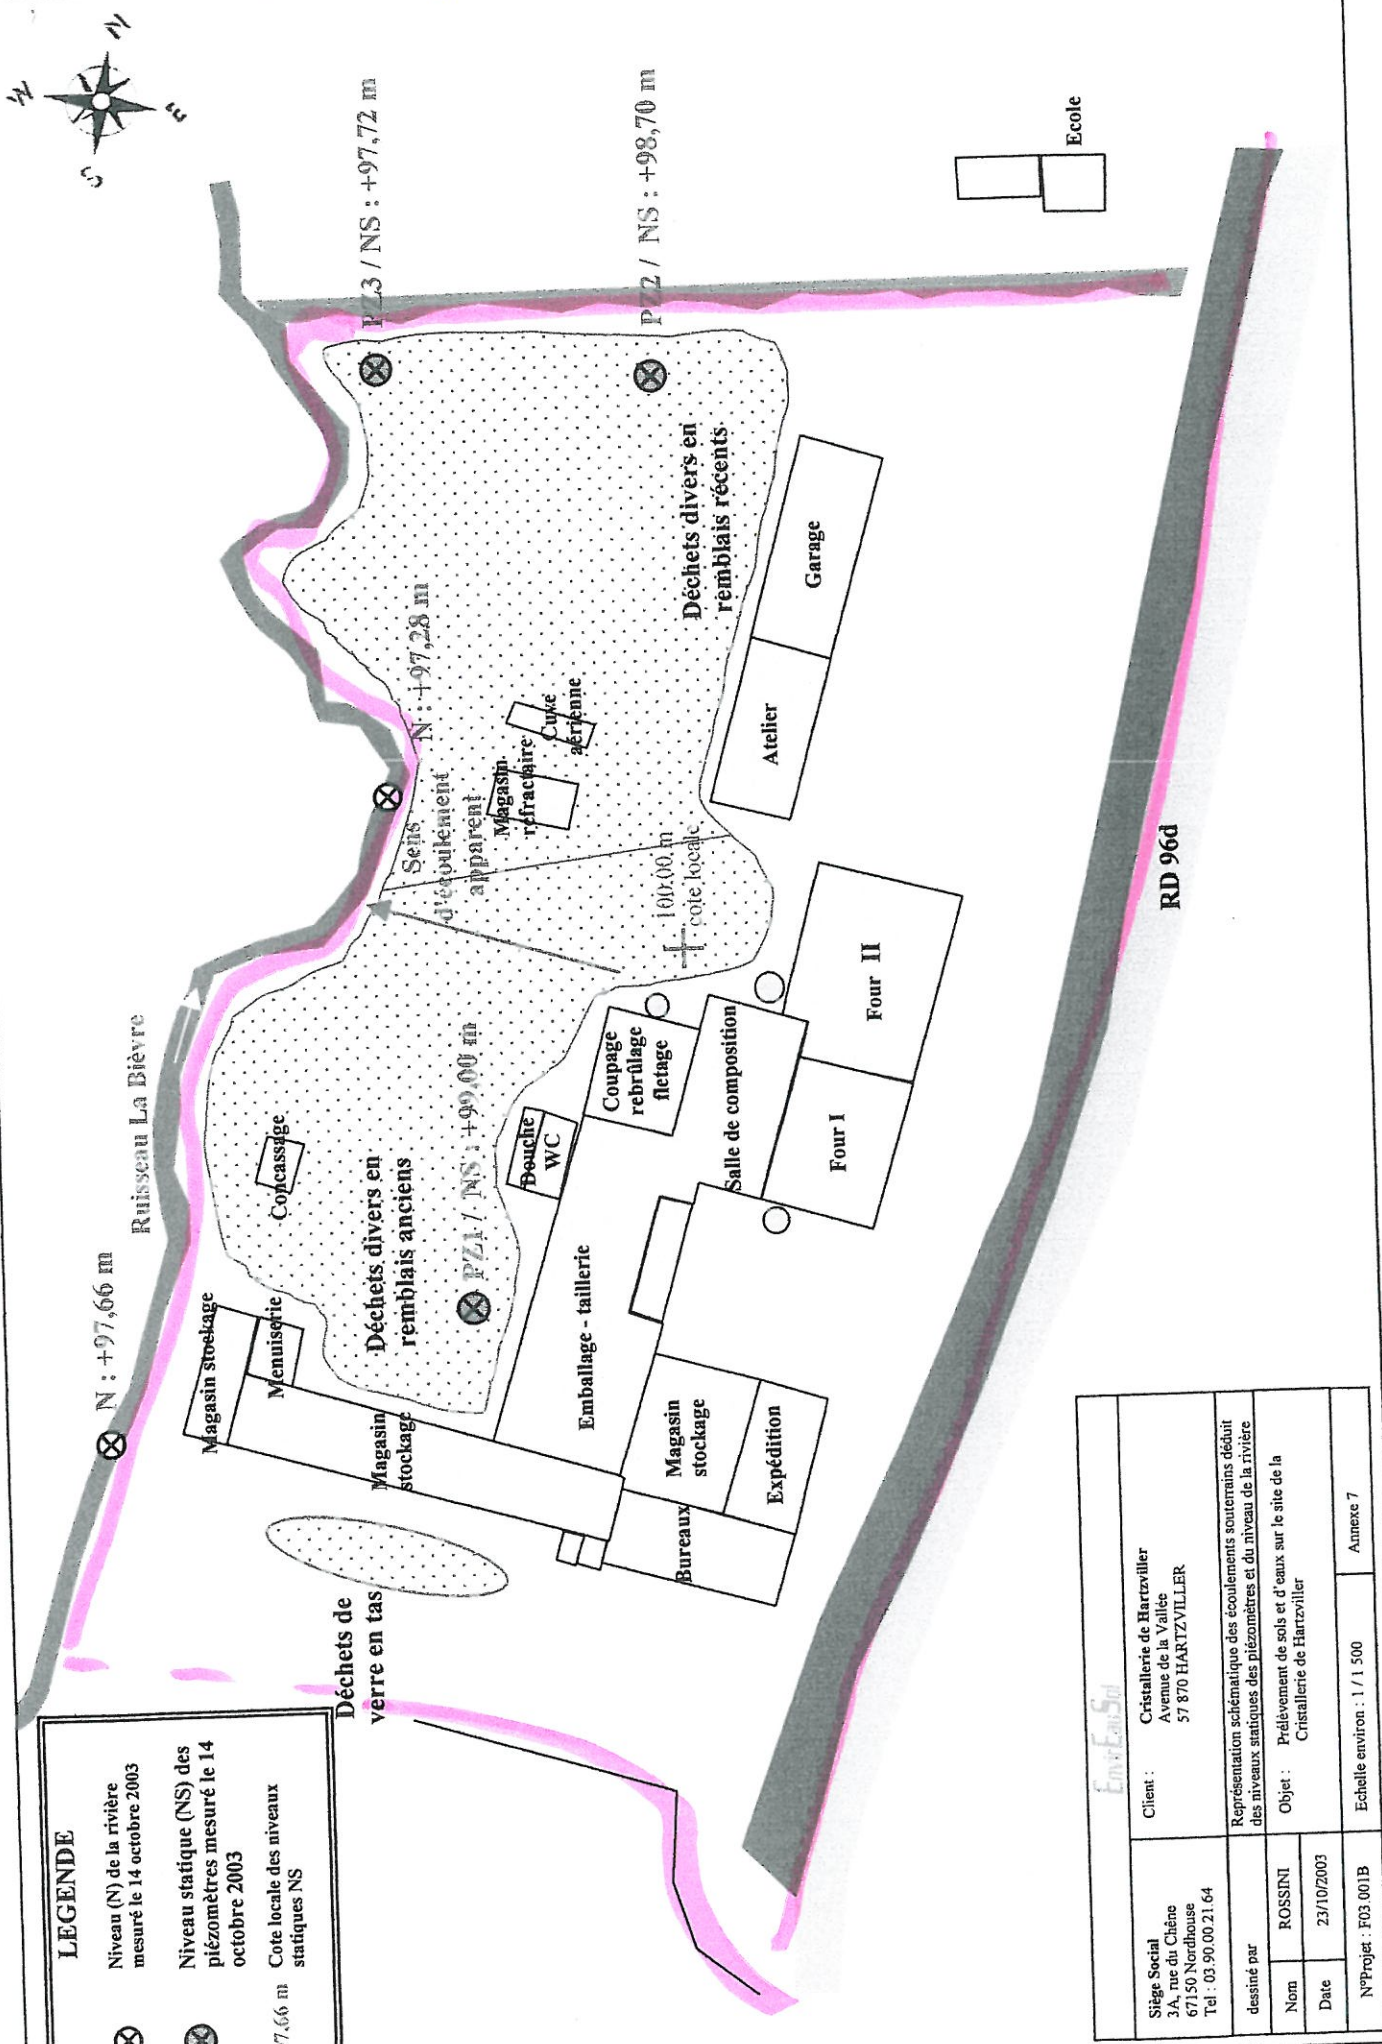 N
E
S
N : +97,66 m
Ruisseau La Bièvre
PZ3 / NS : +97,72 m
PZ2 / NS : +98,70 m
Ecole
N : +97,28 m
Sens
d'écoulement
apparent
Magasin
réfractaire
Cuve
aérienne
Déchets divers en
remblais récents
Garage
Atelier
100,00 m
cote locale
Magasin stockage
Menuiserie
Concassage
Déchets divers en
remblais anciens
PZ1 / NS : +99,00 m
Magasin
stockage
Douche
WC
Coupage
rebrûlage
fletage
Salle de composition
Four I
Four II
Emballage - taillerie
Magasin
stockage
Expédition
Bureaux
Déchets de
verre en tas
RD 96d
LEGENDE
Niveau (N) de la rivière
mesuré le 14 octobre 2003
Niveau statique (NS) des
piézomètres mesuré le 14
octobre 2003
7,66 m Cote locale des niveaux
statiques NS
EnvirEauSol
Siège Social
3A, rue du Chêne
67150 Nordhouse
Tel : 03.90.00.21.64
Client : Cristallerie de Hartzviller
Avenue de la Vallée
57 870 HARTZVILLER
dessiné par
Représentation schématique des écoulements souterrains déduit
des niveaux statiques des piézomètres et du niveau de la rivière
Nom ROSSINI
Date 23/10/2003
Objet : Prélèvement de sols et d'eaux sur le site de la
Cristallerie de Hartzviller
N°Projet : F03.001B
Echelle environ : 1 / 1 500
Annexe 7